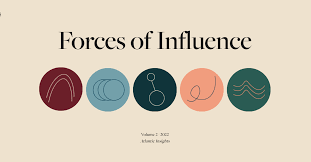 Forces of Influence
Volume 2 2022
Atlantic Insights